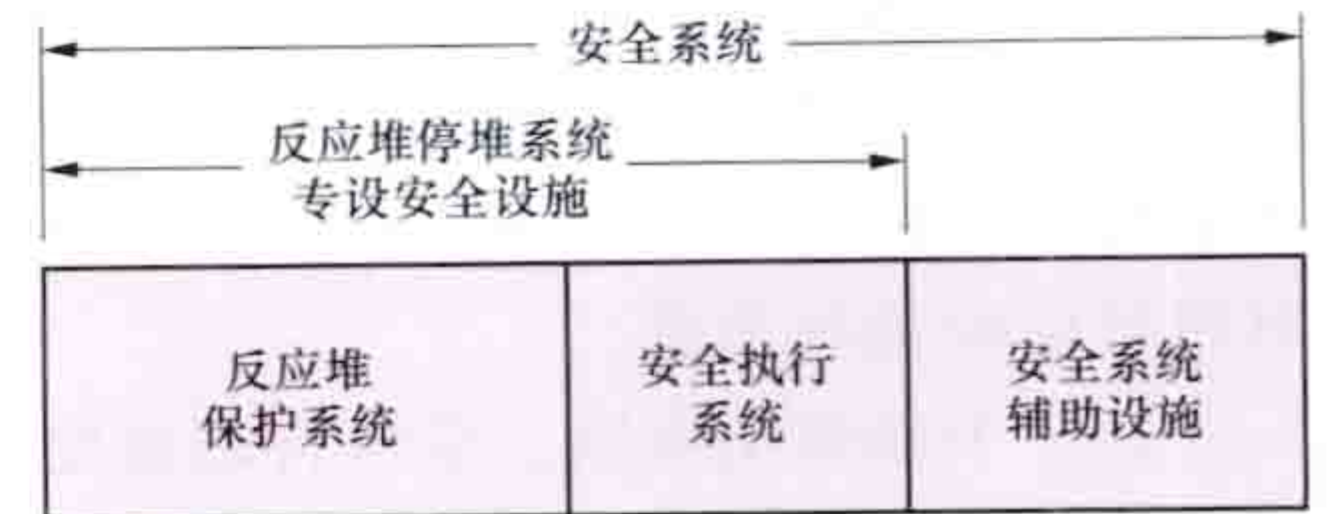 安全系统
反应堆停堆系统
专设安全设施
反应堆
保护系统
安全执行
系统
安全系统
辅助设施